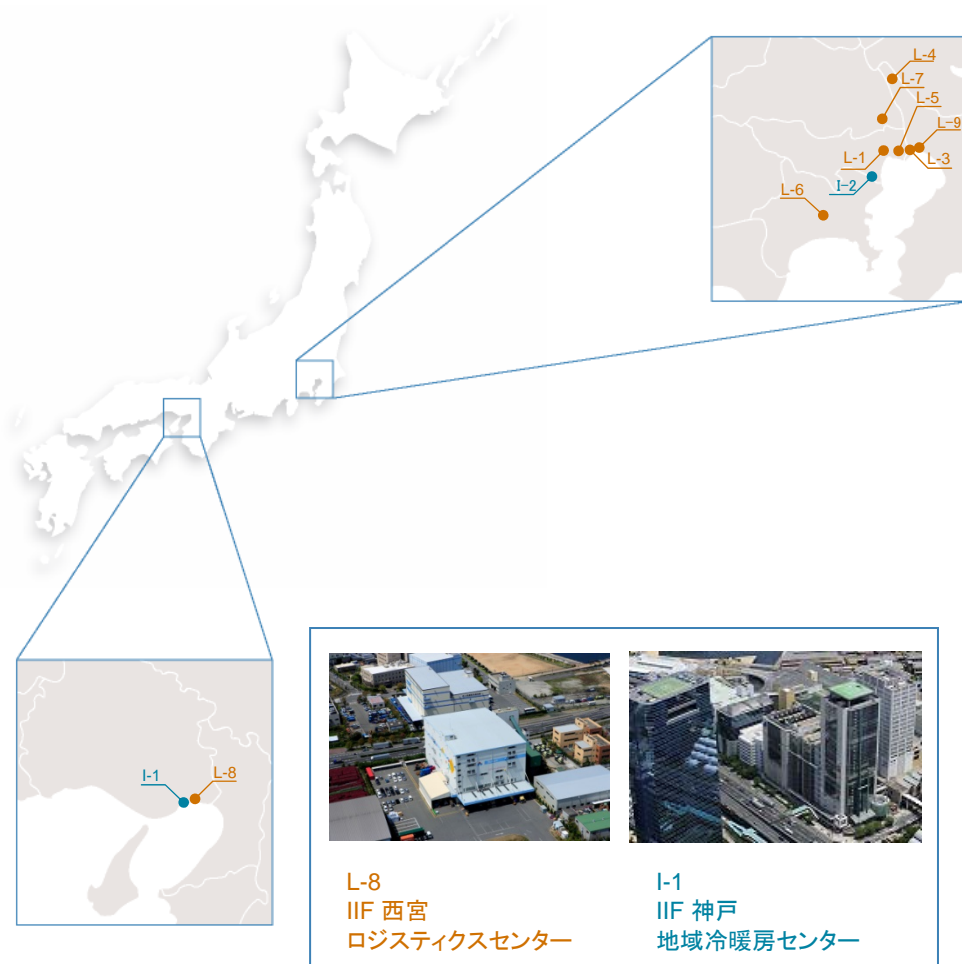 L-4
L-7
L-5
L-9
L-1
L-3
I-2
L-6
I-1
L-8
L-8
IIF 西宮
ロジスティクスセンター
I-1
IIF 神戸
地域冷暖房センター